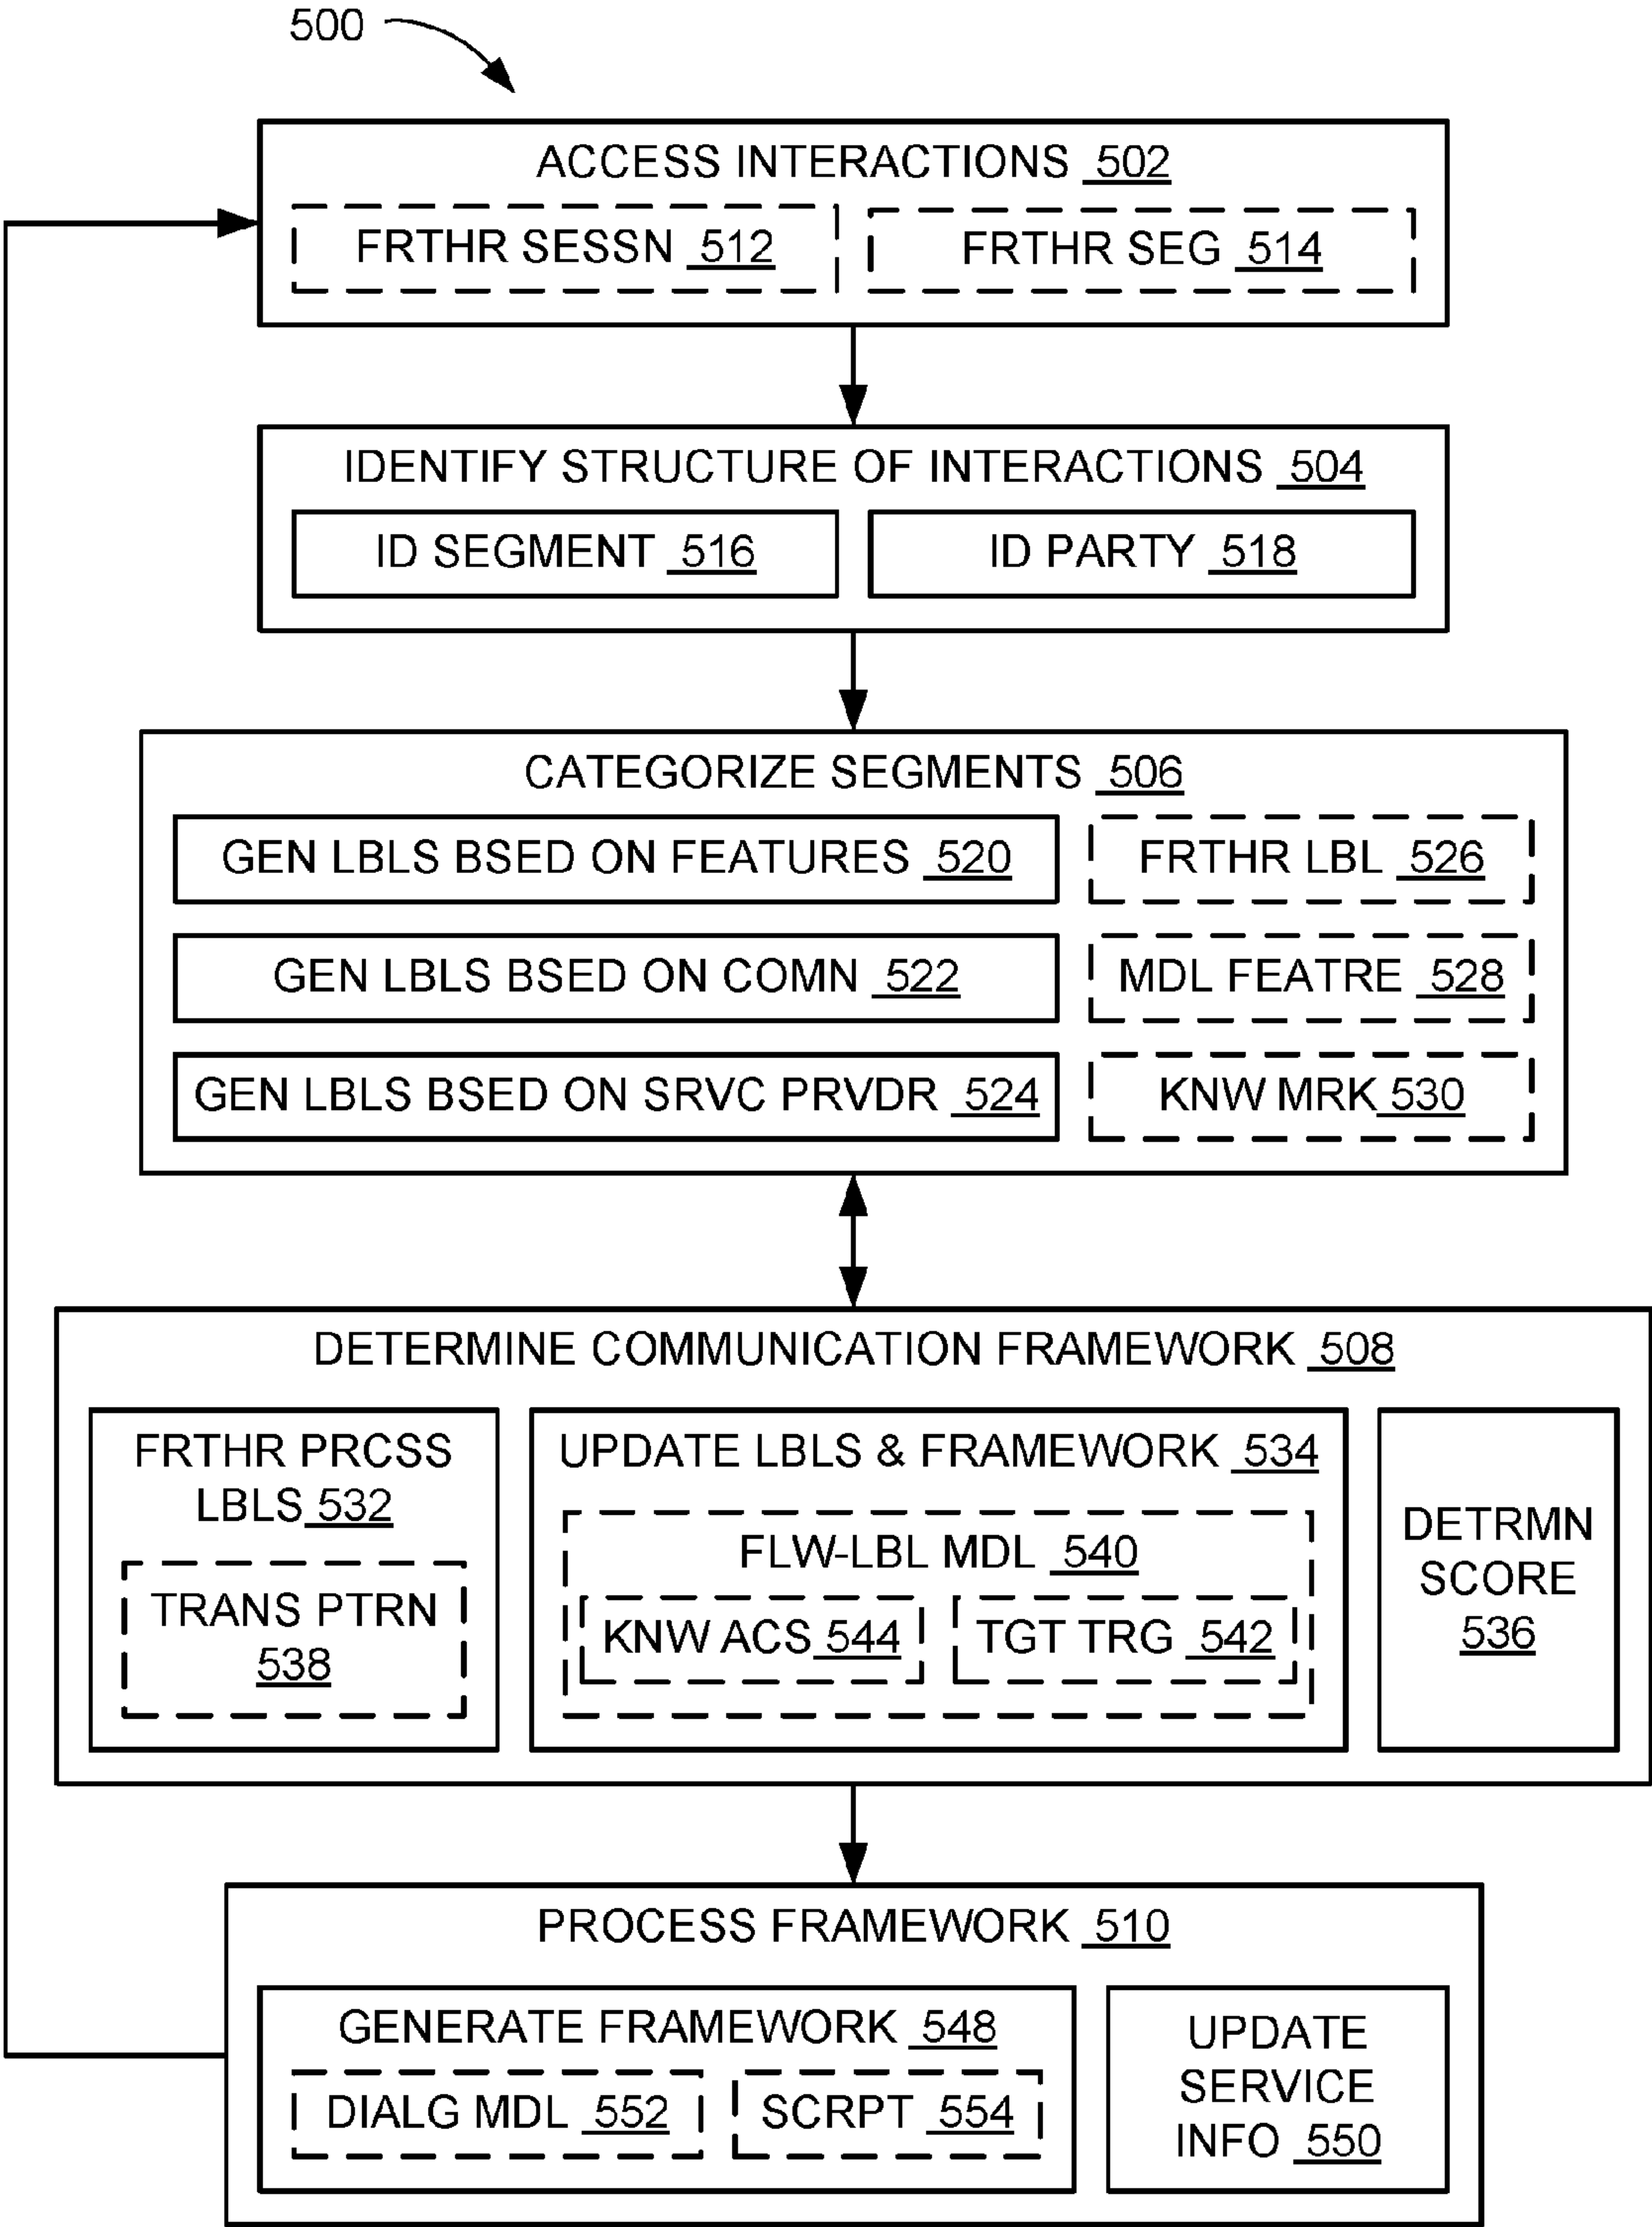 500
ACCESS INTERACTIONS 502
FRTHR SESSN 512
FRTHR SEG 514
IDENTIFY STRUCTURE OF INTERACTIONS 504
ID SEGMENT 516
ID PARTY 518
CATEGORIZE SEGMENTS 506
GEN LBLS BSED ON FEATURES 520
FRTHR LBL 526
GEN LBLS BSED ON COMN 522
MDL FEATRE 528
GEN LBLS BSED ON SRVC PRVDR 524
KNW MRK 530
DETERMINE COMMUNICATION FRAMEWORK 508
FRTHR PRCSS
LBLS 532
TRANS PTRN
538
UPDATE LBLS & FRAMEWORK 534
FLW-LBL MDL 540
KNW ACS 544
TGT TRG 542
DETRMN
SCORE
536
PROCESS FRAMEWORK 510
GENERATE FRAMEWORK 548
DIALG MDL 552
SCRPT 554
UPDATE
SERVICE
INFO 550